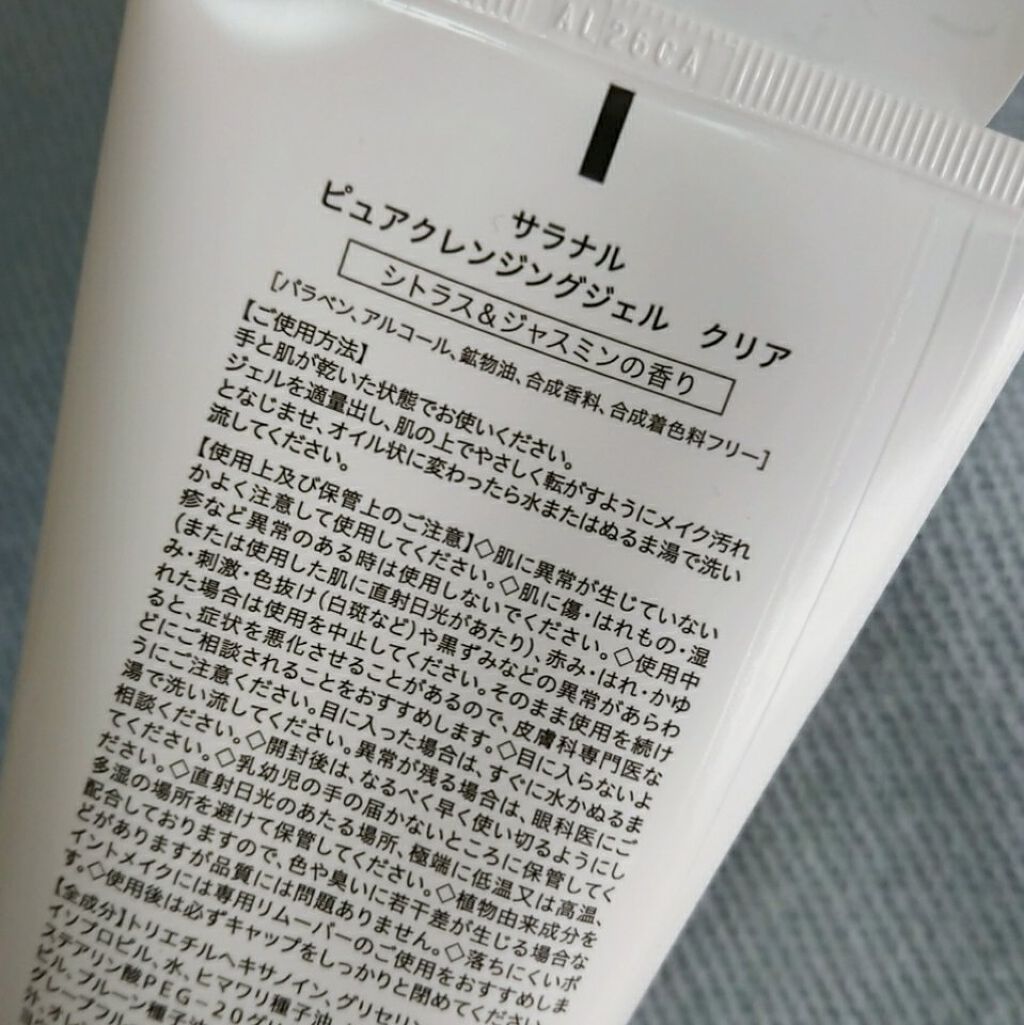 AL26CA
サラナル
ピュアクレンジングジェル クリア
シトラス&ジャスミンの香り
[パラベン、アルコール、鉱物油、合成香料、合成着色料フリー]
【ご使用方法】
手と肌が乾いた状態でお使いください。
ジェルを適量出し、肌の上でやさしく転がすようにメイク汚れ
となじませ、オイル状に変わったら水またはぬるま湯で洗い
流してください。
【使用上及び保管上のご注意】◇肌に異常が生じていない
かよく注意して使用してください。◇肌に傷・はれもの・湿
疹など異常のある時は使用しないでください。◇使用中
(または使用した肌に直射日光があたり)、赤み・はれ・かゆ
み・刺激・色抜け(白斑など)や黒ずみなどの異常があらわ
れた場合は使用を中止してください。そのまま使用を続け
ると、症状を悪化させることがあるので、皮膚科専門医な
どにご相談されることをおすすめします。◇目に入らないよ
うにご注意ください。目に入った場合は、すぐに水かぬるま
湯で洗い流してください。異常が残る場合は、眼科医にご
相談ください。◇開封後は、なるべく早く使い切るようにし
てください。◇乳幼児の手の届かないところに保管してく
ださい。◇直射日光のあたる場所、極端に低温又は高温、
多湿の場所を避けて保管してください。◇植物由来成分を
配合しておりますので、色や臭いに若干差が生じる場合な
どがありますが品質には問題ありません。◇落ちにくいポ
イントメイクには専用リムーバーのご使用をおすすめしま
す。◇使用後は必ずキャップをしっかりと閉めてください。
【全成分】トリエチルヘキサノイン、グリセリン、
イソプロピル、水、ヒマワリ種子油、
ステアリン酸PEG-20グリ
ビル、プルーン種子油
グレープフルー